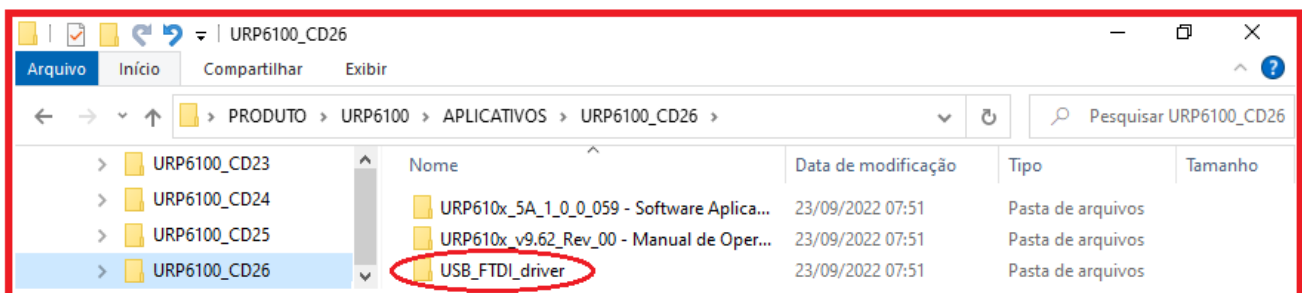 URP6100_CD26
Arquivo Início Compartilhar Exibir
PRODUTO > URP6100 > APLICATIVOS > URP6100_CD26 > Pesquisar URP6100_CD26
URP6100_CD23 Nome Data de modificação Tipo Tamanho
URP6100_CD24 URP610x_5A_1_0_0_059 - Software Aplica... 23/09/2022 07:51 Pasta de arquivos
URP6100_CD25 URP610x_v9.62_Rev_00 - Manual de Oper... 23/09/2022 07:51 Pasta de arquivos
URP6100_CD26 USB_FTDI_driver 23/09/2022 07:51 Pasta de arquivos